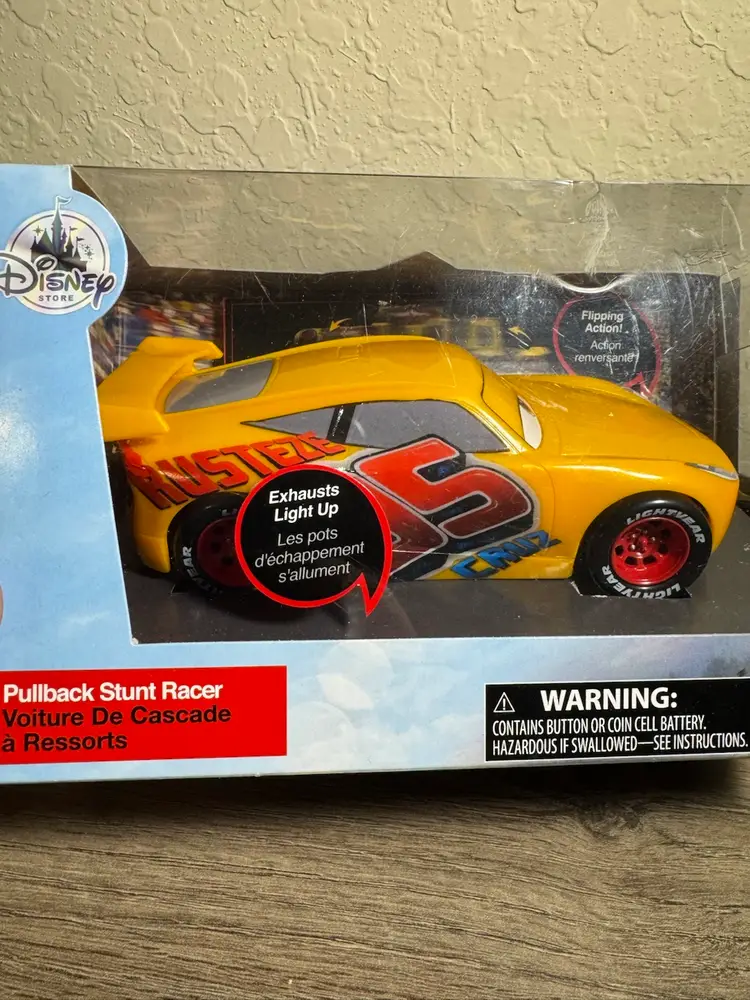 Disney
STORE
Flipping
Action!
Action
renversante
RUSTEZE
Exhausts
Light Up
Les pots
d'échappement
s'allument
95
CRUZ
LIGHTYEAR
LIGHTYEAR
LIGHTYEAR
Pullback Stunt Racer
Voiture De Cascade
à Ressorts
WARNING:
CONTAINS BUTTON OR COIN CELL BATTERY.
HAZARDOUS IF SWALLOWED—SEE INSTRUCTIONS.